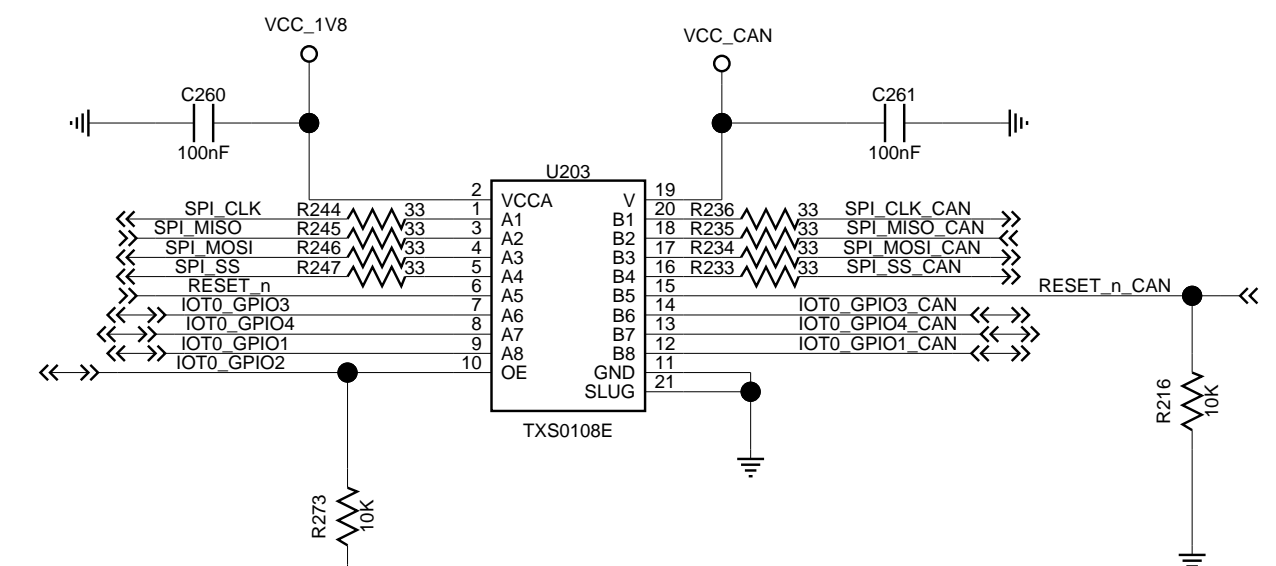 VCC_1V8
VCC_CAN
C260
C261
100nF
100nF
U203
2 VCCA V 19
SPI_CLK R244 33 1 A1 B1 20 R236 33 SPI_CLK_CAN
SPI_MISO R245 33 3 A2 B2 18 R235 33 SPI_MISO_CAN
SPI_MOSI R246 33 4 A3 B3 17 R234 33 SPI_MOSI_CAN
SPI_SS R247 33 5 A4 B4 16 R233 33 SPI_SS_CAN
RESET_n 6 A5 B5 15 RESET_n_CAN
IOT0_GPIO3 7 A6 B6 14 IOT0_GPIO3_CAN
IOT0_GPIO4 8 A7 B7 13 IOT0_GPIO4_CAN
IOT0_GPIO1 9 A8 B8 12 IOT0_GPIO1_CAN
IOT0_GPIO2 10 OE GND 11
SLUG 21
TXS0108E
R216
10K
R273
10K